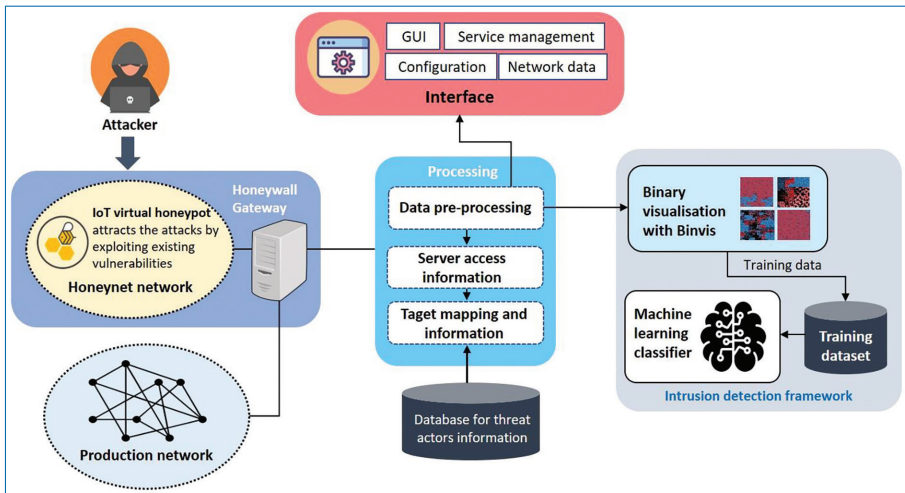 GUI
Service management
Configuration
Network data
Interface
Attacker
Honeywall
Gateway
IoT virtual honeypot
attracts the attacks by
exploiting existing
vulnerabilities
Honeynet network
Production network
Processing
Data pre-processing
Server access
information
Taget mapping and
information
Database for threat
actors information
Binary
visualisation
with Binvis
Training data
Machine
learning
classifier
Training
dataset
Intrusion detection framework